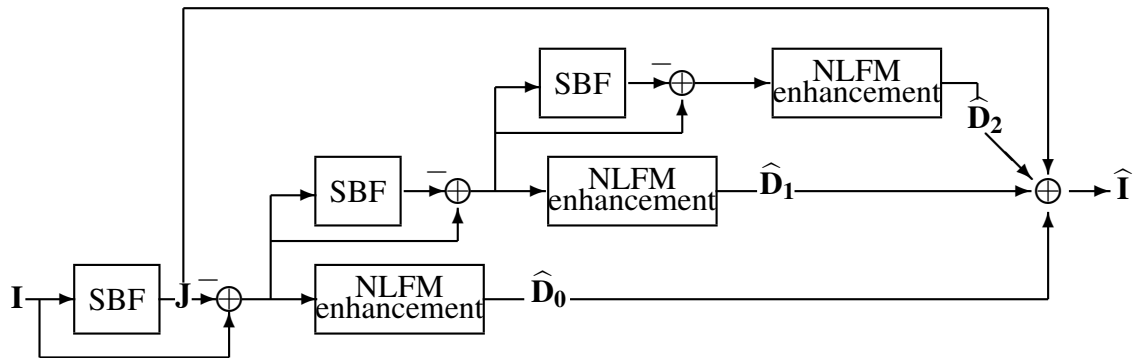 − NLFM
SBF enhancement
D̂₂
− NLFM
SBF enhancement D̂₁ Î
− NLFM
I SBF J enhancement D̂₀